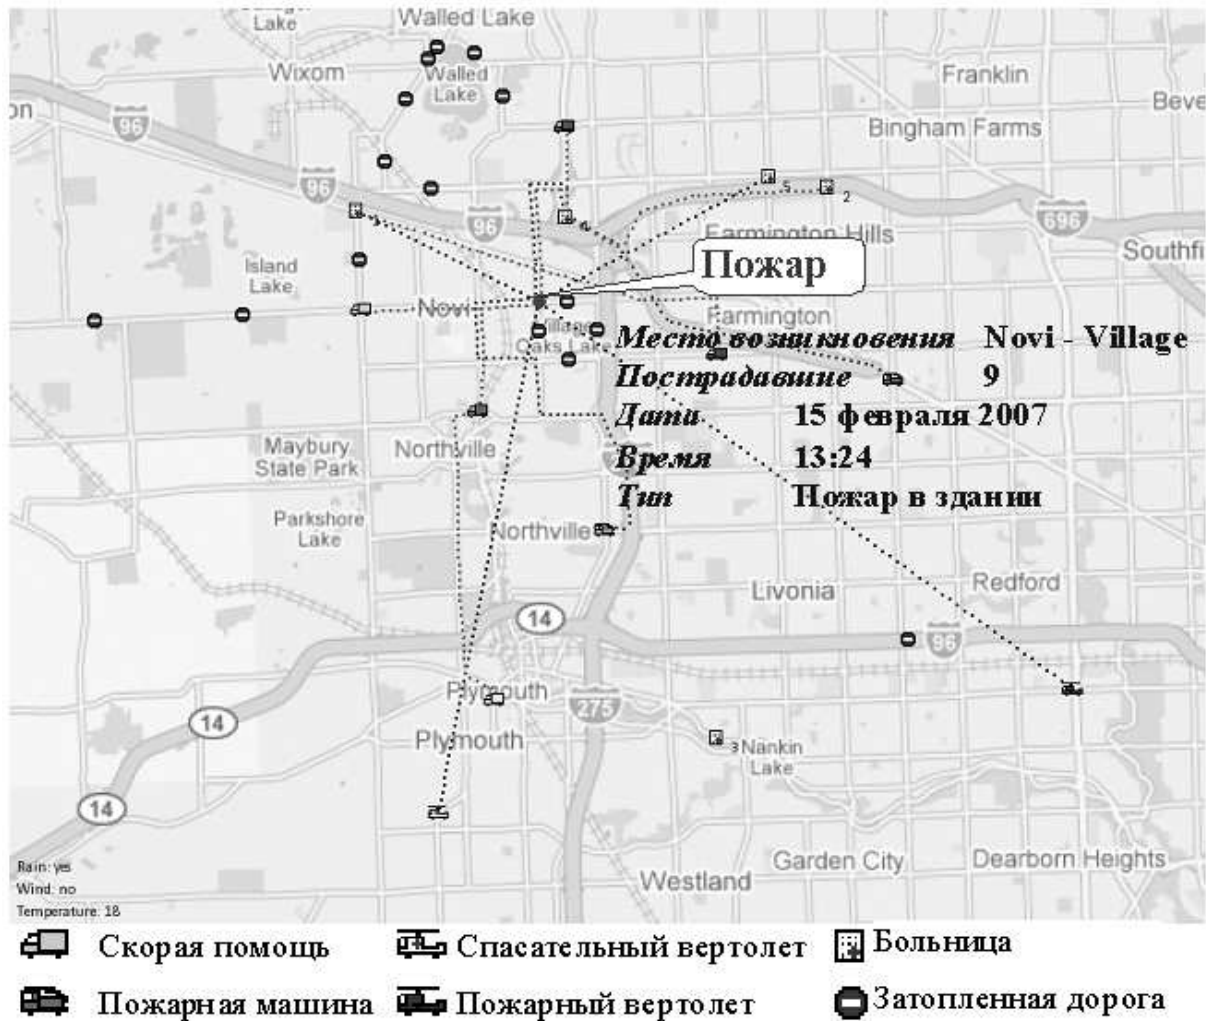 Lake
Walled Lake
Wixom
Walled
Lake
Franklin
on
96
Beve
Bingham Farms
96
5
2
96
696
Farmington Hills
Southfi
Пожар
Island
Lake
Novi
Farmington
Village
Oaks Lake
Место возникновения Novi - Village
Пострадавшие 9
Дата 15 февраля 2007
Время 13:24
Тип Пожар в здании
Maybury
State Park
Northville
Parkshore
Lake
Northville
Livonia
Redford
14
96
Plymouth
14
275
Plymouth
3
Nankin
Lake
14
Rain: yes
Wind: no
Temperature: 18
Garden City
Dearborn Heights
Westland
Скорая помощь
Спасательный вертолет
Больница
Пожарная машина
Пожарный вертолет
Затопленная дорога